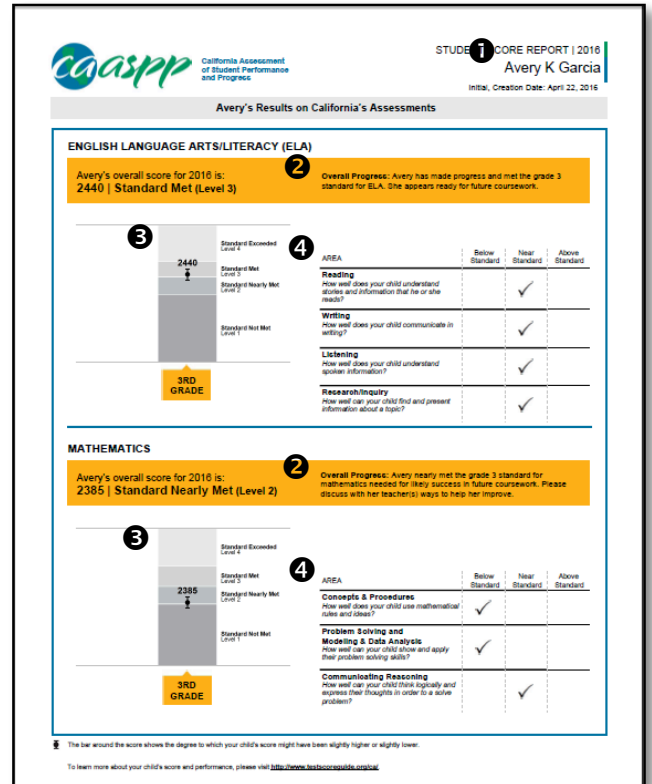 caaspp
California Assessment
of Student Performance
and Progress
STUDE 1 CORE REPORT | 2016
Avery K Garcia
Initial, Creation Date: April 22, 2016
Avery's Results on California's Assessments
ENGLISH LANGUAGE ARTS/LITERACY (ELA)
2
Avery's overall score for 2016 is:
2440 | Standard Met (Level 3)
Overall Progress: Avery has made progress and met the grade 3
standard for ELA. She appears ready for future coursework.
3
Standard Exceeded
Level 4
2440
Standard Met
Level 3
Standard Nearly Met
Level 2
Standard Not Met
Level 1
3RD
GRADE
4
AREA
Below
Standard
Near
Standard
Above
Standard
Reading
How well does your child understand
stories and information that he or she
reads?
Writing
How well does your child communicate in
writing?
Listening
How well does your child understand
spoken information?
Research/Inquiry
How well can your child find and present
information about a topic?
MATHEMATICS
2
Avery's overall score for 2016 is:
2385 | Standard Nearly Met (Level 2)
Overall Progress: Avery nearly met the grade 3 standard for
mathematics needed for likely success in future coursework. Please
discuss with her teacher(s) ways to help her improve.
3
Standard Exceeded
Level 4
Standard Met
Level 3
2385
Standard Nearly Met
Level 2
Standard Not Met
Level 1
3RD
GRADE
4
AREA
Below
Standard
Near
Standard
Above
Standard
Concepts & Procedures
How well does your child use mathematical
rules and ideas?
Problem Solving and
Modeling & Data Analysis
How well can your child show and apply
their problem solving skills?
Communicating Reasoning
How well can your child think logically and
express their thoughts in order to a solve
problem?
The bar around the score shows the degree to which your child's score might have been slightly higher or slightly lower.
To learn more about your child's score and performance, please visit http://www.testscoreguide.org/ca/.